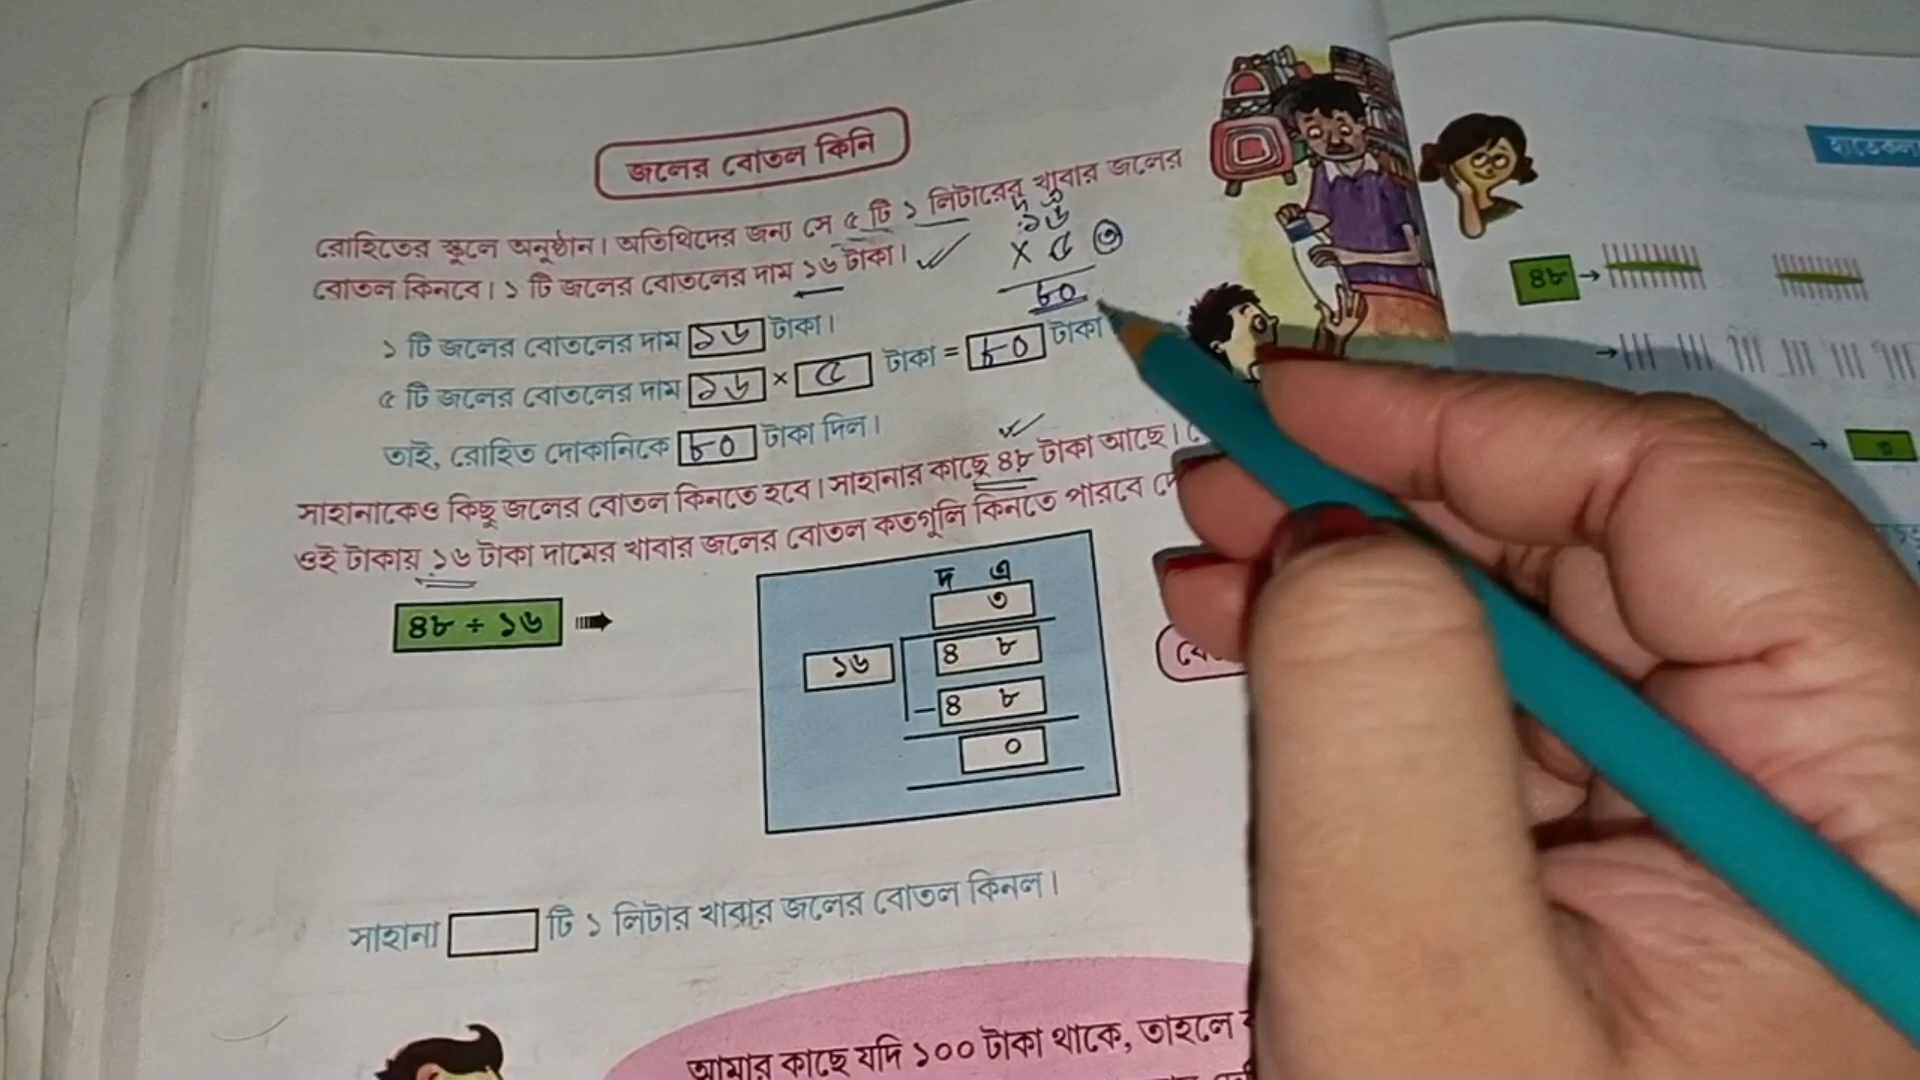 জলের বোতল কিনি
রোহিতের স্কুলে অনুষ্ঠান। অতিথিদের জন্য সে ৫ টি ১ লিটারের খাবার জলের
বোতল কিনবে। ১ টি জলের বোতলের দাম ১৬ টাকা।
দ এ
১৬
× ৫ ৩
৮০
১ টি জলের বোতলের দাম ১৬ টাকা।
৫ টি জলের বোতলের দাম ১৬ × ৫ টাকা = ৮০ টাকা
তাই, রোহিত দোকানিকে ৮০ টাকা দিল।
সাহানাকেও কিছু জলের বোতল কিনতে হবে। সাহানার কাছে ৪৮ টাকা আছে।
ওই টাকায় ১৬ টাকা দামের খাবার জলের বোতল কতগুলি কিনতে পারবে
৪৮ ÷ ১৬
দ এ
৩
১৬ ৪ ৮
- ৪ ৮
০
সাহানা টি ১ লিটার খাবার জলের বোতল কিনল।
আমার কাছে যদি ১০০ টাকা থাকে, তাহলে
৪৮
৩